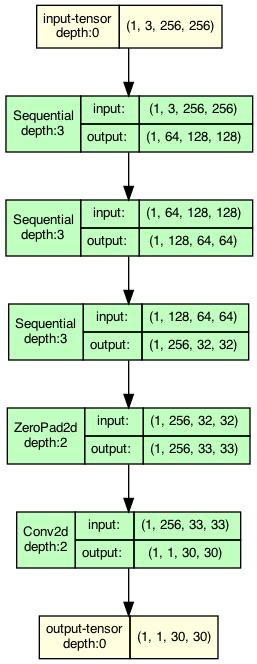 input-tensor
depth:0
(1, 3, 256, 256)
Sequential
depth:3
input:
(1, 3, 256, 256)
output:
(1, 64, 128, 128)
Sequential
depth:3
input:
(1, 64, 128, 128)
output:
(1, 128, 64, 64)
Sequential
depth:3
input:
(1, 128, 64, 64)
output:
(1, 256, 32, 32)
ZeroPad2d
depth:2
input:
(1, 256, 32, 32)
output:
(1, 256, 33, 33)
Conv2d
depth:2
input:
(1, 256, 33, 33)
output:
(1, 1, 30, 30)
output-tensor
depth:0
(1, 1, 30, 30)